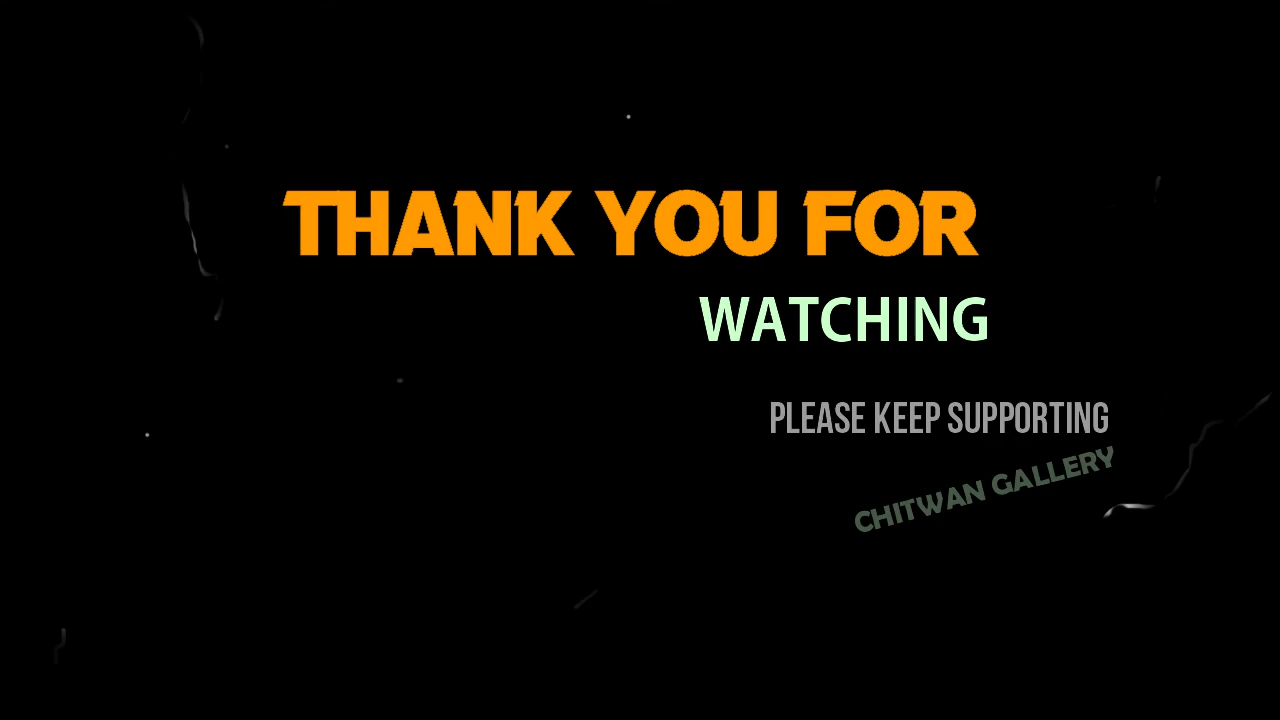 THANK YOU FOR
WATCHING
PLEASE KEEP SUPPORTING
CHITWAN GALLERY